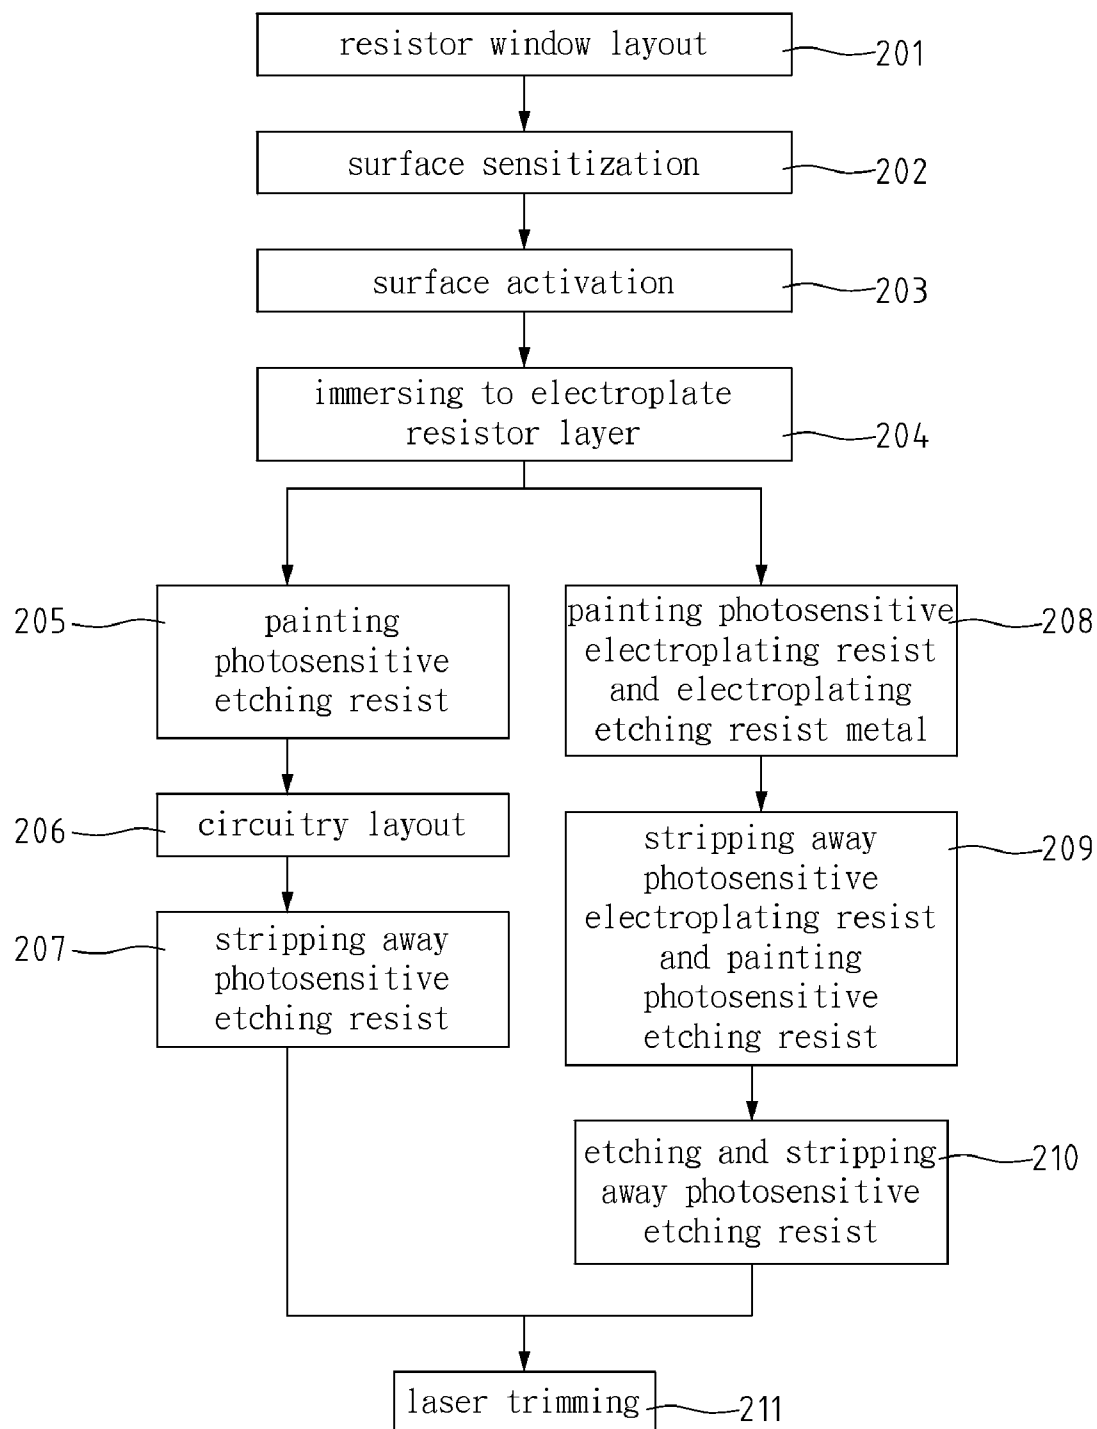 resistor window layout
201
surface sensitization
202
surface activation
203
immersing to electroplate
resistor layer
204
205
painting
photosensitive
etching resist
206
circuitry layout
207
stripping away
photosensitive
etching resist
painting photosensitive
electroplating resist
and electroplating
etching resist metal
208
stripping away
photosensitive
electroplating resist
and painting
photosensitive
etching resist
209
etching and stripping
away photosensitive
etching resist
210
laser trimming
211